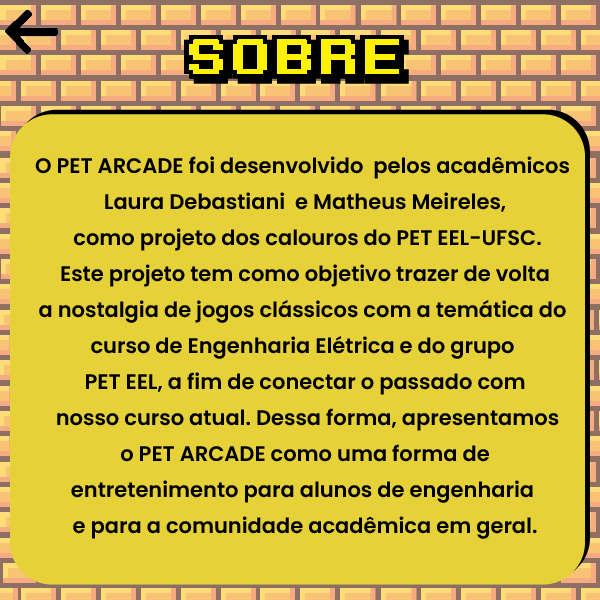 SOBRE
O PET ARCADE foi desenvolvido pelos acadêmicos
Laura Debastiani e Matheus Meireles,
como projeto dos calouros do PET EEL-UFSC.
Este projeto tem como objetivo trazer de volta
a nostalgia de jogos clássicos com a temática do
curso de Engenharia Elétrica e do grupo
PET EEL, a fim de conectar o passado com
nosso curso atual. Dessa forma, apresentamos
o PET ARCADE como uma forma de
entretenimento para alunos de engenharia
e para a comunidade acadêmica em geral.